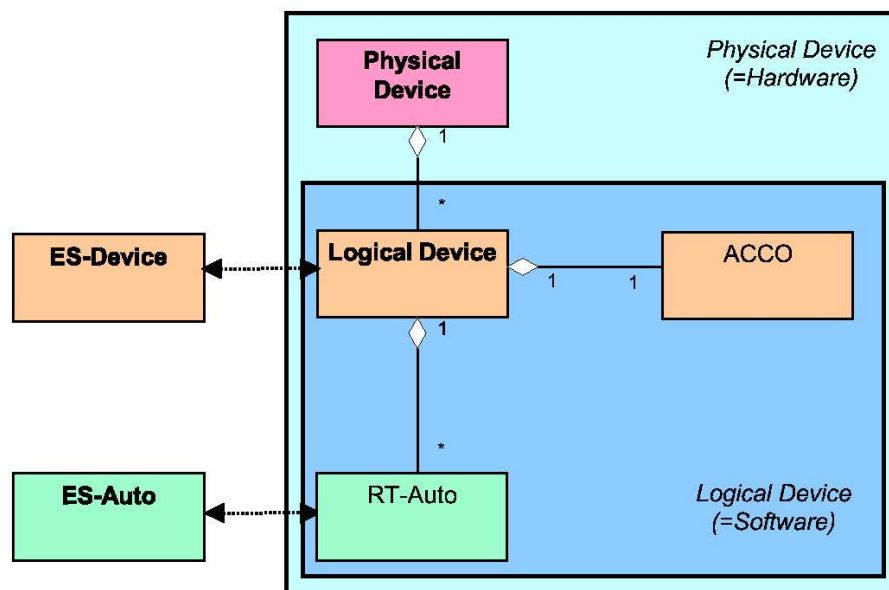 Physical
Device
Physical Device
(=Hardware)
1
*
ES-Device
Logical Device
ACCO
1
1
1
*
ES-Auto
RT-Auto
Logical Device
(=Software)